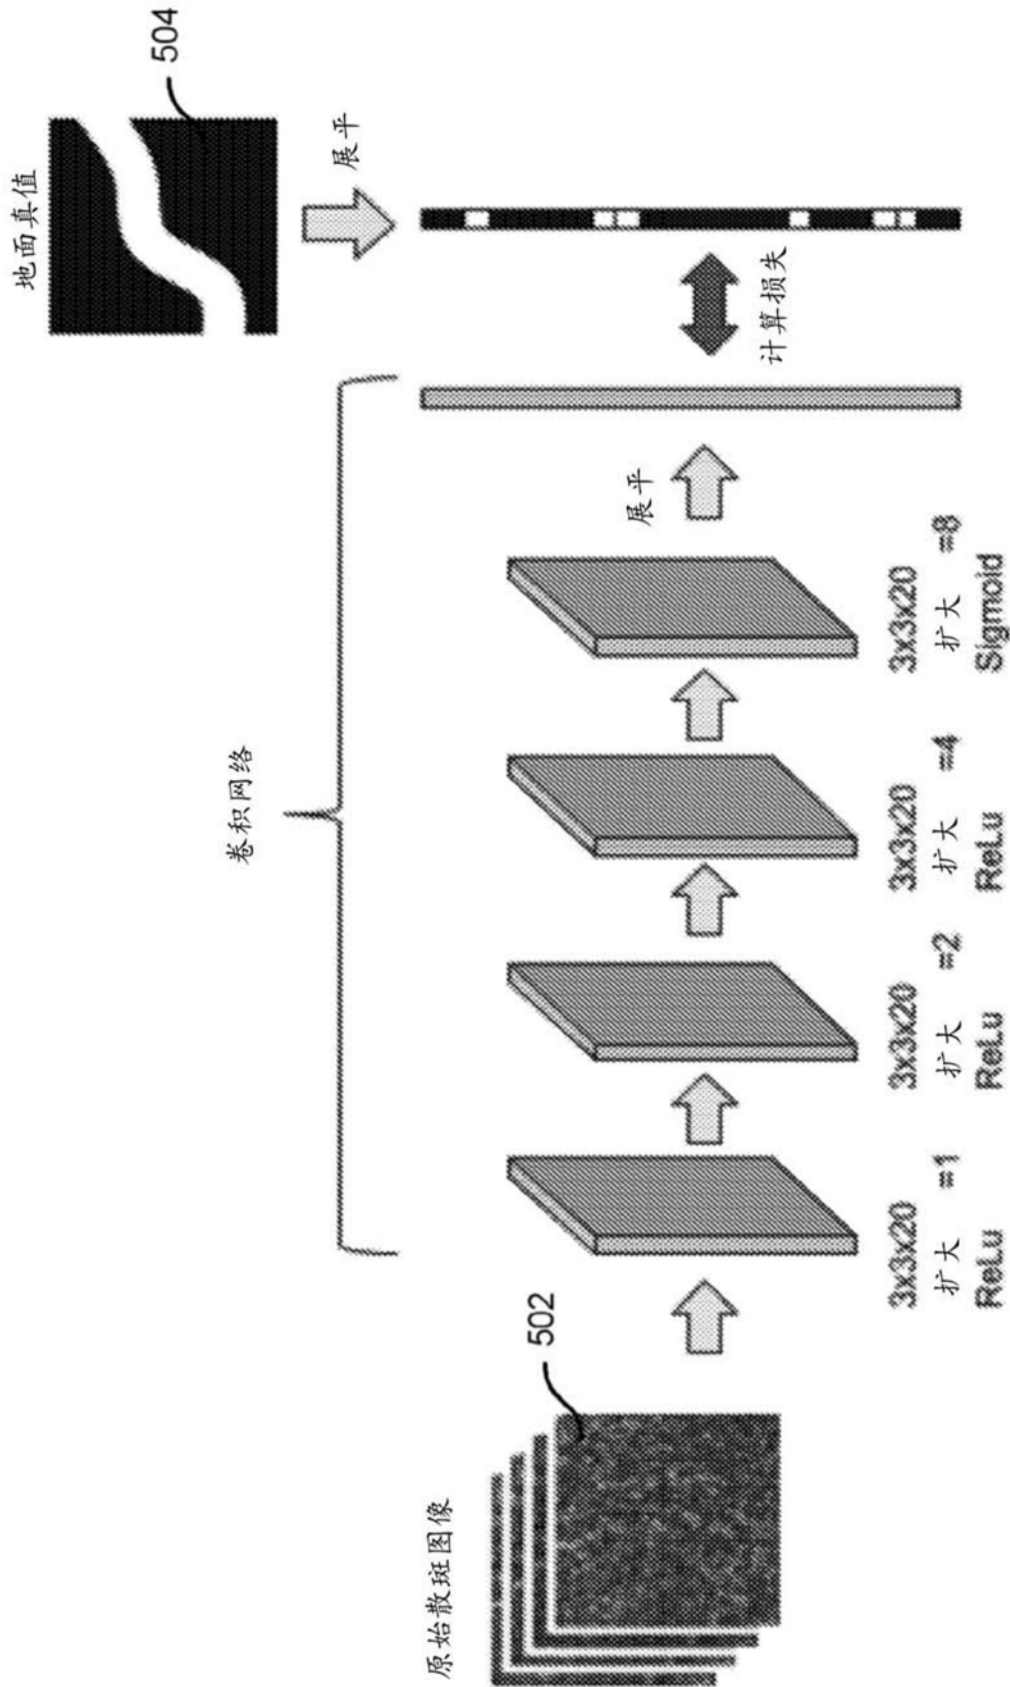 原始散斑图像
502
卷积网络
3x3x20
扩大 =1
ReLu
3x3x20
扩大 =2
ReLu
3x3x20
扩大 =4
ReLu
3x3x20
扩大 =8
Sigmoid
展平
计算损失
地面真值
504
展平